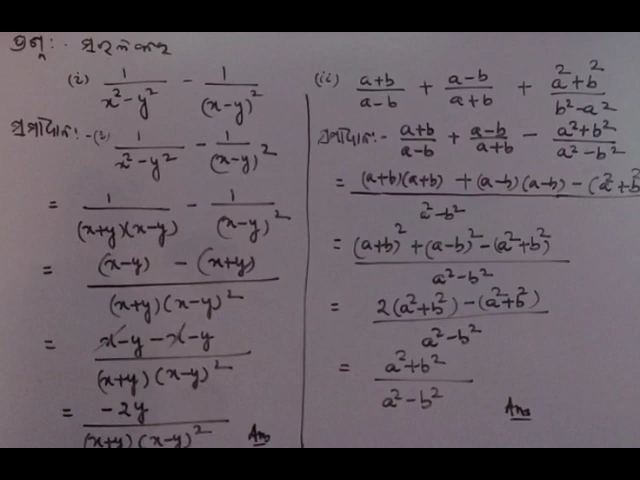 ପ୍ରଶ୍ନ:- ସରଳ କର
(i) 1/(x²-y²) - 1/(x-y)²
ସମାଧାନ:-(i) 1/(x²-y²) - 1/(x-y)²
= 1/((x+y)(x-y)) - 1/(x-y)²
= ((x-y) - (x+y))/((x+y)(x-y)²)
= (x-y-x-y)/((x+y)(x-y)²)
= -2y/((x+y)(x-y)²) Ans
(ii) (a+b)/(a-b) + (a-b)/(a+b) + (a²+b²)/(b²-a²)
ସମାଧାନ:- (a+b)/(a-b) + (a-b)/(a+b) - (a²+b²)/(a²-b²)
= ((a+b)(a+b) + (a-b)(a-b) - (a²+b²)/(a²-b²)
= ((a+b)² + (a-b)² - (a²+b²))/(a²-b²)
= (2(a²+b²) - (a²+b²))/(a²-b²)
= (a²+b²)/(a²-b²) Ans